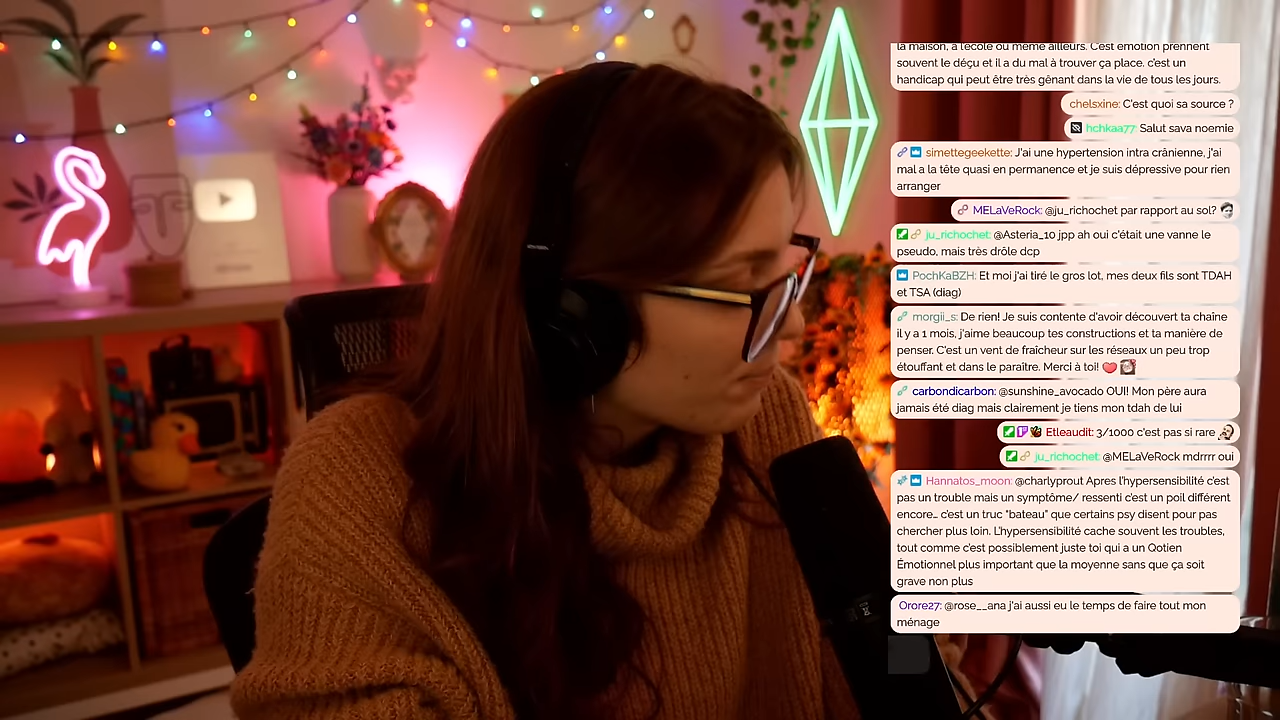 la maison, à l'école ou même ailleurs. C'est émotion prennent
souvent le déçu et il a du mal à trouver ça place. c'est un
handicap qui peut être très gênant dans la vie de tous les jours.
chelsxine: C'est quoi sa source ?
hchkaa77: Salut sava noemie
simettegeekette: J'ai une hypertension intra crânienne, j'ai
mal a la tête quasi en permanence et je suis dépressive pour rien
arranger
MELaVeRock: @ju_richochet par rapport au sol?
ju_richochet: @Asteria_10 jpp ah oui c'était une vanne le
pseudo, mais très drôle dcp
PochKaBZH: Et moi j'ai tiré le gros lot, mes deux fils sont TDAH
et TSA (diag)
morgii_s: De rien! Je suis contente d'avoir découvert ta chaîne
il y a 1 mois, j'aime beaucoup tes constructions et ta manière de
penser. C'est un vent de fraîcheur sur les réseaux un peu trop
étouffant et dans le paraître. Merci à toi!
carbondicarbon: @sunshine_avocado OUI! Mon père aura
jamais été diag mais clairement je tiens mon tdah de lui
Etleaudit: 3/1000 c'est pas si rare
ju_richochet: @MELaVeRock mdrrr oui
Hannatos_moon: @charlyprout Apres l'hypersensibilité c'est
pas un trouble mais un symptôme/ ressenti c'est un poil différent
encore... c'est un truc "bateau" que certains psy disent pour pas
chercher plus loin. L'hypersensibilité cache souvent les troubles,
tout comme c'est possiblement juste toi qui a un Qotien
Émotionnel plus important que la moyenne sans que ça soit
grave non plus
Orore27: @rose__ana j'ai aussi eu le temps de faire tout mon
ménage